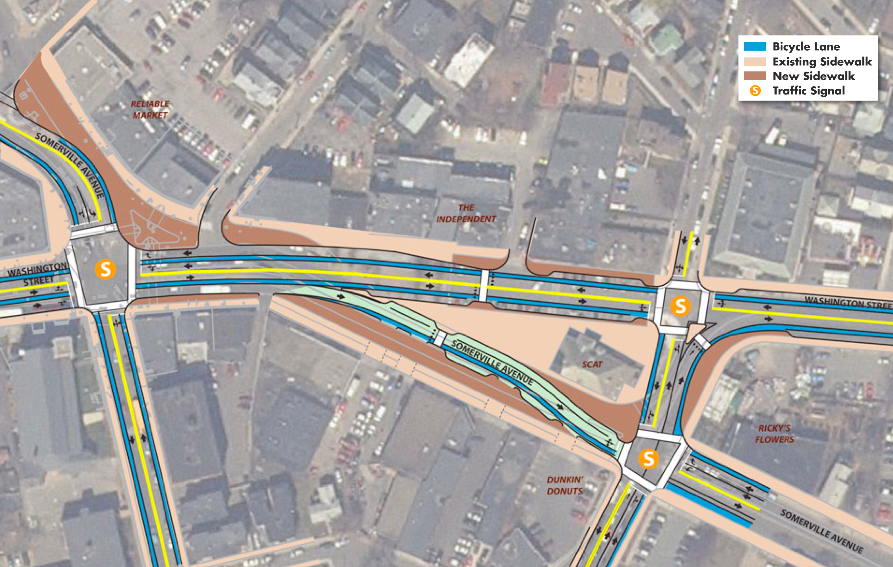 Bicycle Lane
Existing Sidewalk
New Sidewalk
S Traffic Signal
RELIABLE
MARKET
SOMERVILLE AVENUE
THE
INDEPENDENT
WASHINGTON
STREET
S
S
WASHINGTON STREET
SOMERVILLE AVENUE
SCAT
RICKY'S
FLOWERS
S
DUNKIN'
DONUTS
SOMERVILLE AVENUE